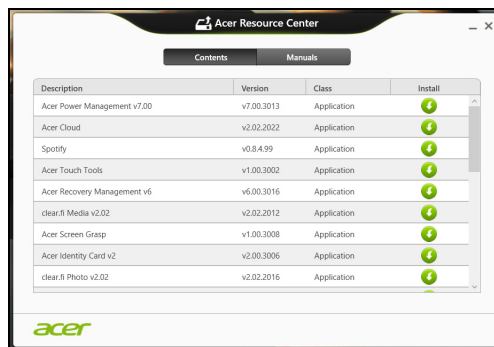 Acer Resource Center
Contents Manuals
Description Version Class Install
Acer Power Management v7.00 v7.00.3013 Application
Acer Cloud v2.02.2022 Application
Spotify v0.8.4.99 Application
Acer Touch Tools v1.00.3002 Application
Acer Recovery Management v6 v6.00.3016 Application
clear.fi Media v2.02 v2.02.2012 Application
Acer Screen Grasp v1.00.3008 Application
Acer Identity Card v2 v2.00.3006 Application
clear.fi Photo v2.02 v2.02.2016 Application
acer